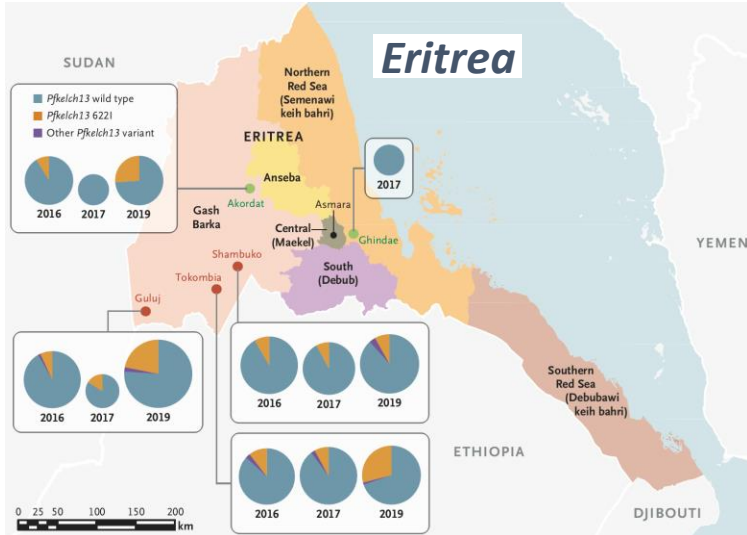 Eritrea
SUDAN
Pfkelch13 wild type
Pfkelch13 622I
Other Pfkelch13 variant
2016
2017
2019
Northern
Red Sea
(Semenawi
keih bahri)
ERITREA
Anseba
2017
Akordat
Gash
Barka
Asmara
Central
(Maekel)
Ghindae
YEMEN
Shambuko
South
(Debub)
Tokombia
Guluj
2016
2017
2019
2016
2017
2019
Southern
Red Sea
(Debubawi
keih bahri)
2016
2017
2019
ETHIOPIA
DJIBOUTI
0 25 50 100 150 200
km